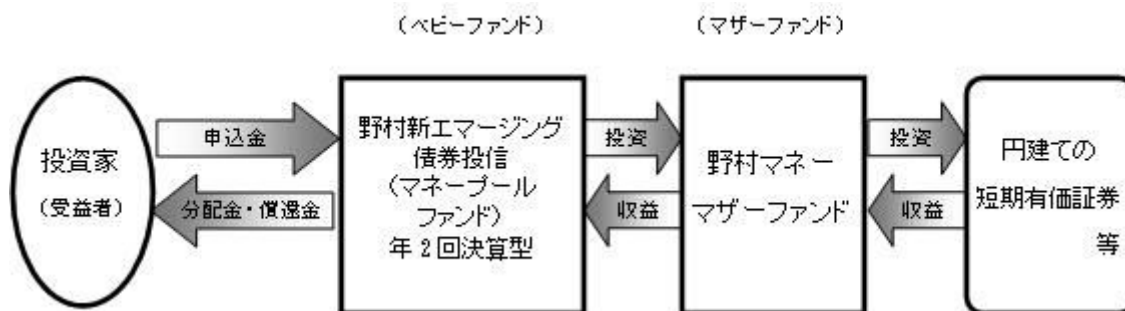 （ベビーファンド）
（マザーファンド）
投資家
（受益者）
申込金
分配金・償還金
野村新エマージング
債券投信
（マネープール
ファンド）
年２回決算型
投資
収益
野村マネー
マザーファンド
投資
収益
円建ての
短期有価証券
等